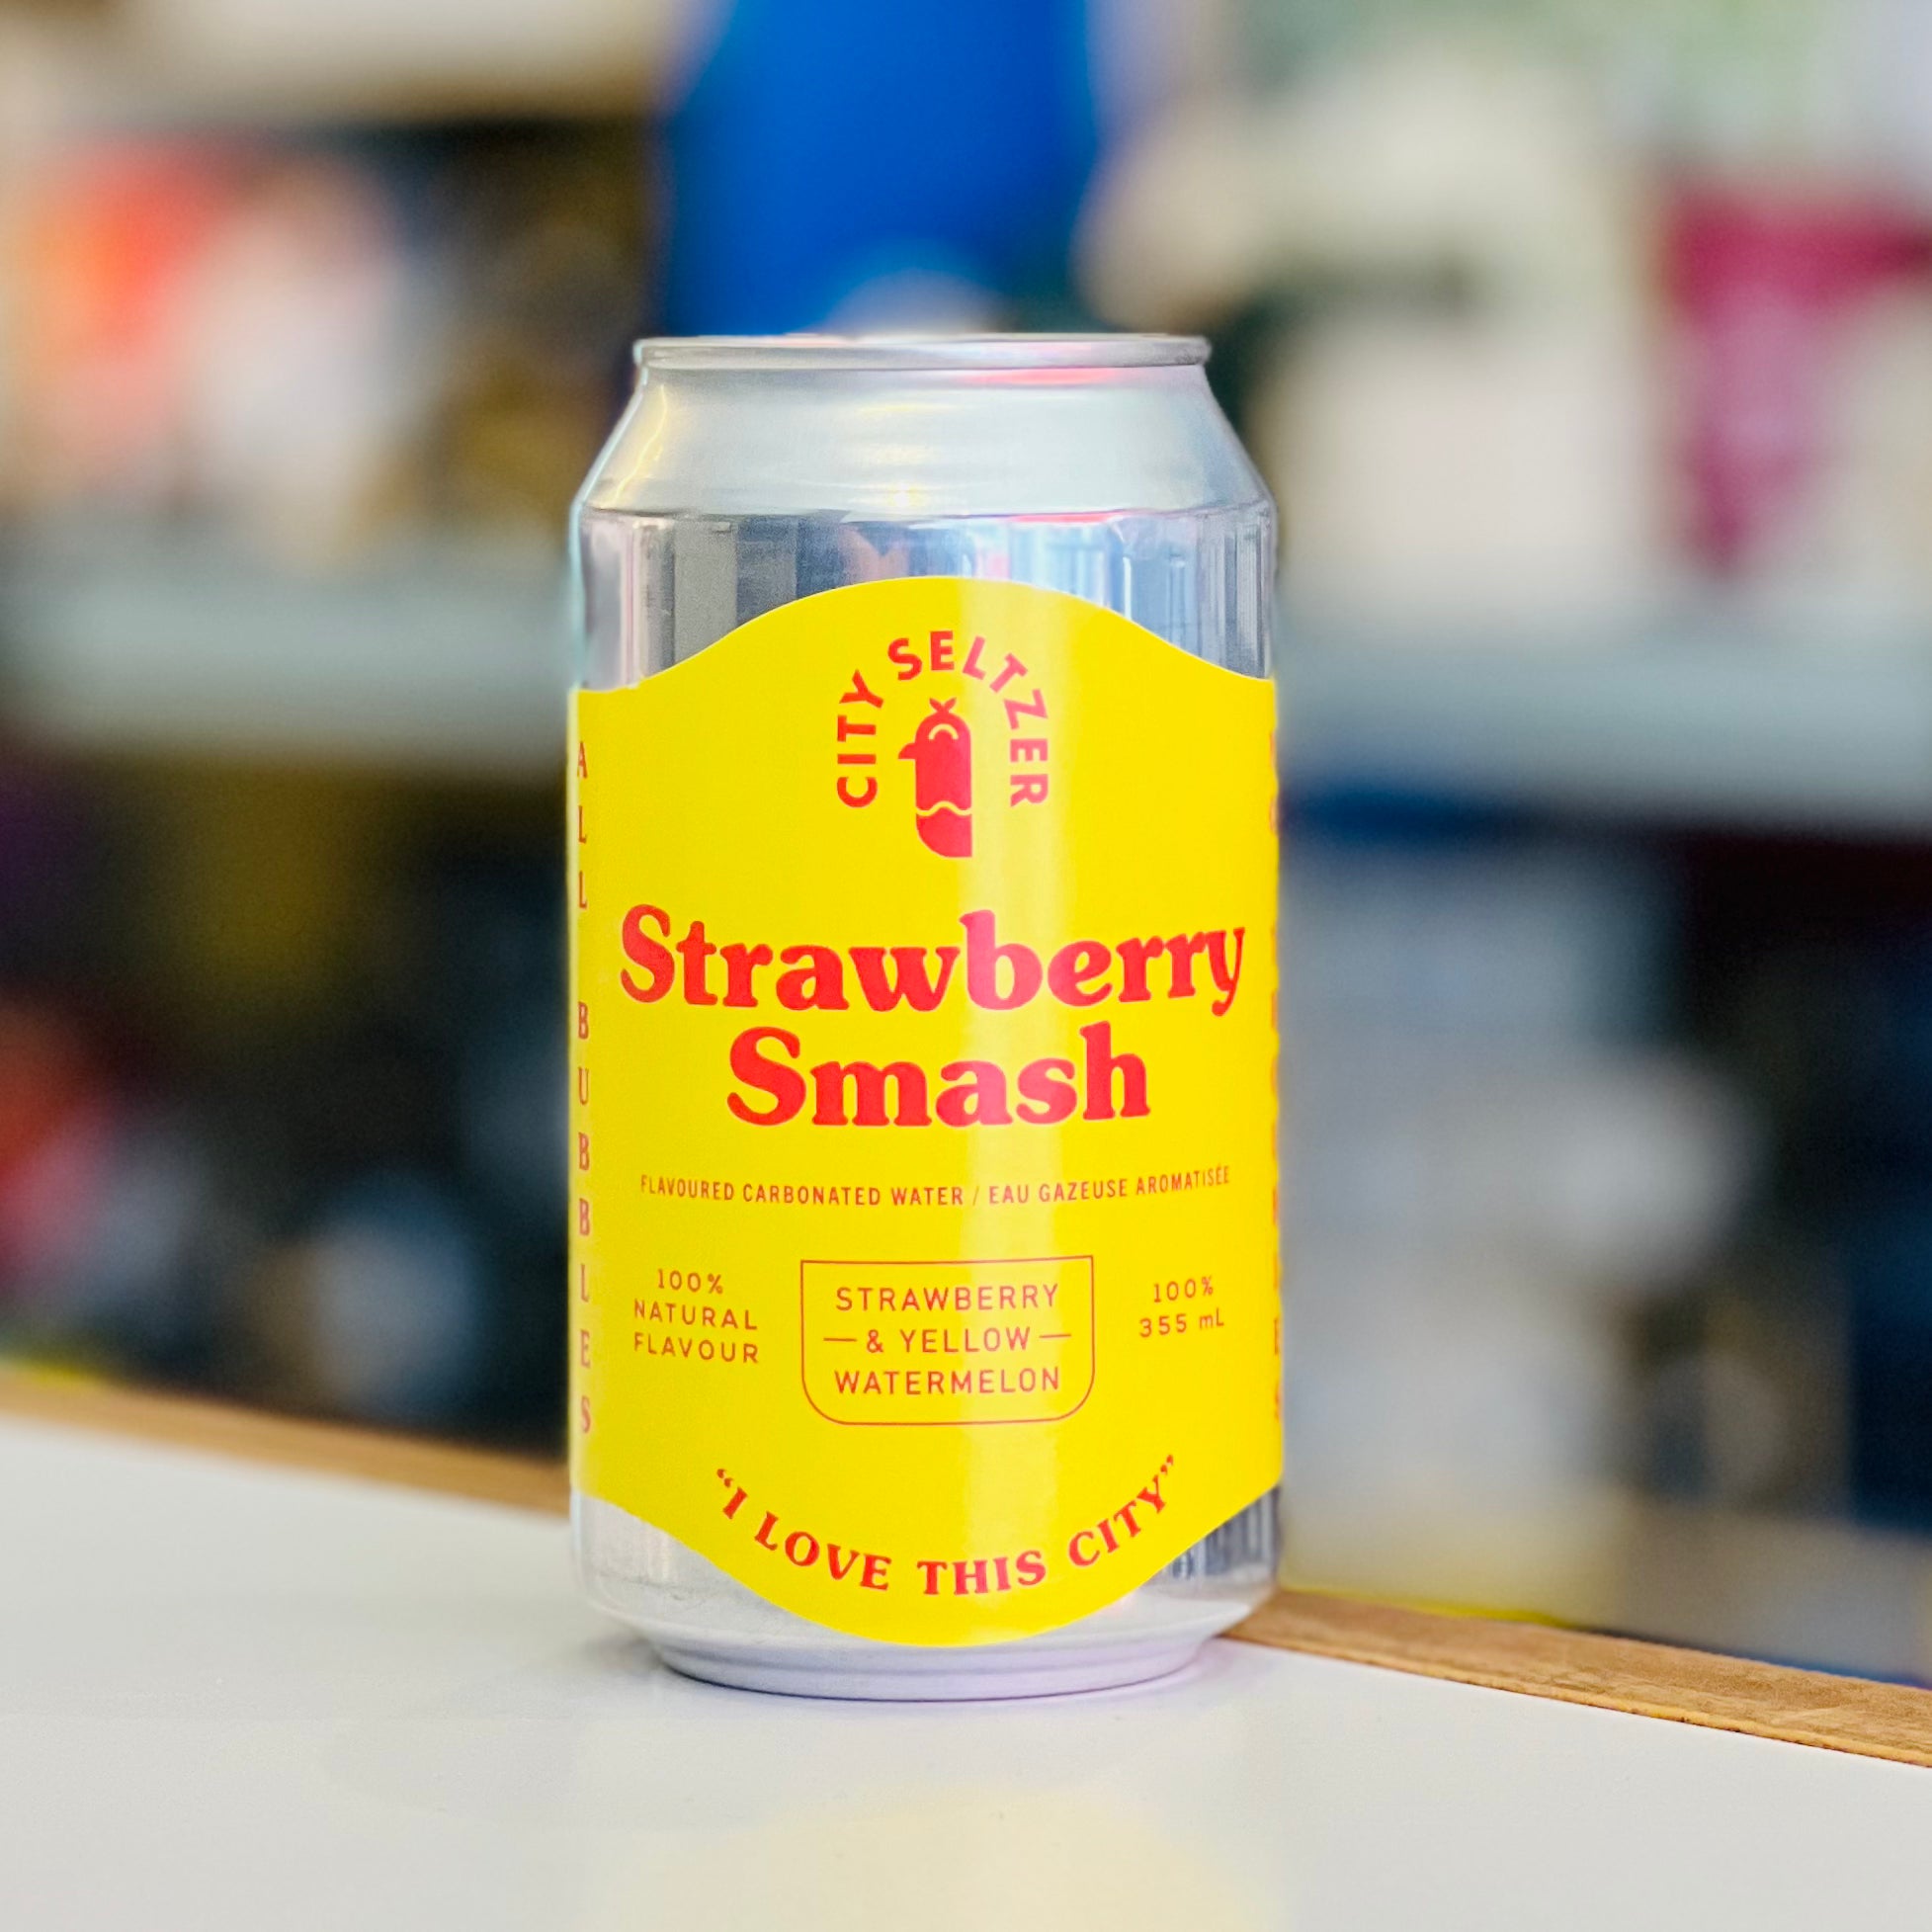 CITY SELTZER
Strawberry
Smash
FLAVOURED CARBONATED WATER / EAU GAZEUSE AROMATISÉE
100%
NATURAL
FLAVOUR
STRAWBERRY
— & YELLOW —
WATERMELON
100%
355 mL
“I LOVE THIS CITY”
ALL BUBBLES